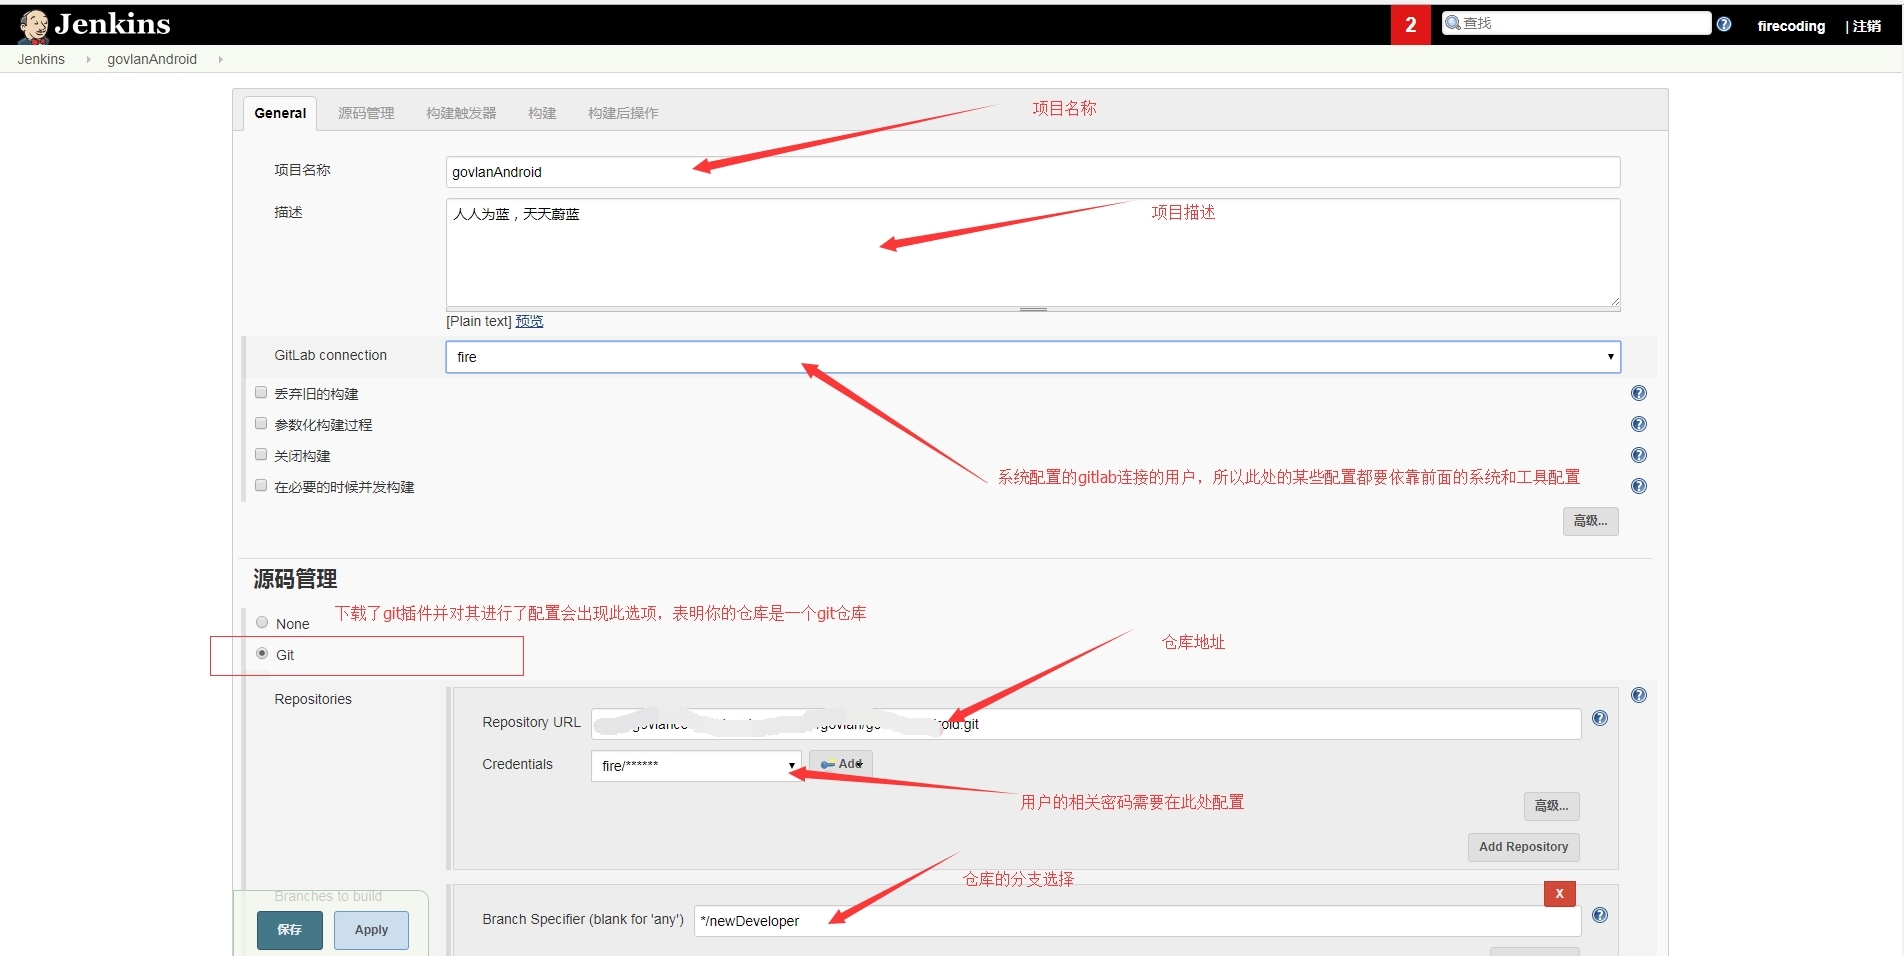 Jenkins
2
查找
firecoding
| 注销
Jenkins
govlanAndroid
General
源码管理
构建触发器
构建
构建后操作
项目名称
项目名称
govlanAndroid
描述
人人为蓝，天天蔚蓝
项目描述
[Plain text] 预览
GitLab connection
fire
丢弃旧的构建
参数化构建过程
关闭构建
系统配置的gitlab连接的用户，所以此处的某些配置都要依靠前面的系统和工具配置
在必要的时候并发构建
高级...
源码管理
下载了git插件并对其进行了配置会出现此选项，表明你的仓库是一个git仓库
None
仓库地址
Git
Repositories
Repository URL
oid.git
Credentials
fire/******
Add
用户的相关密码需要在此处配置
高级...
Add Repository
仓库的分支选择
Branches to build
X
Branch Specifier (blank for 'any')
*/newDeveloper
保存
Apply